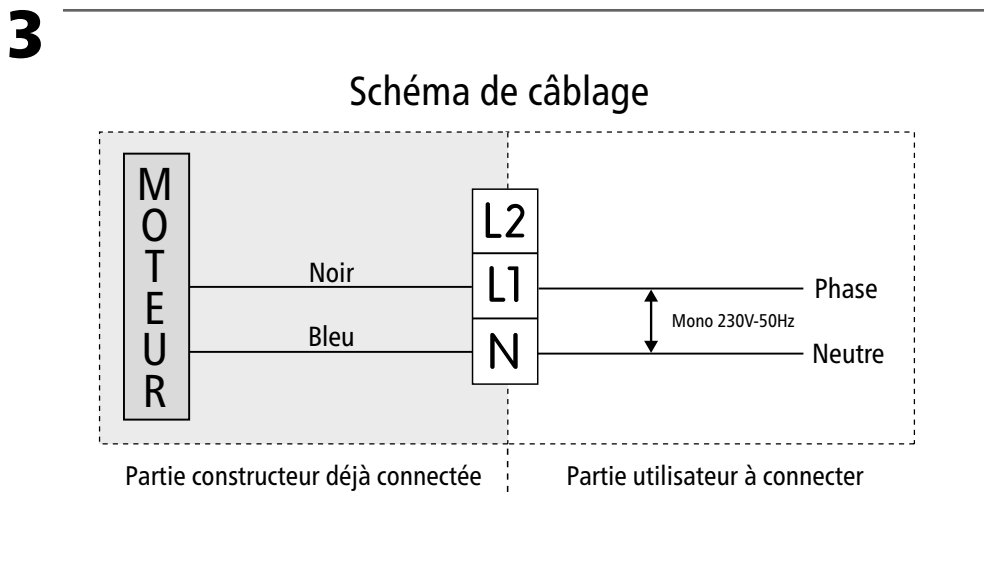 3
Schéma de câblage
MOTEUR
L2
Noir
L1
Phase
Mono 230V-50Hz
Bleu
N
Neutre
Partie constructeur déjà connectée
Partie utilisateur à connecter